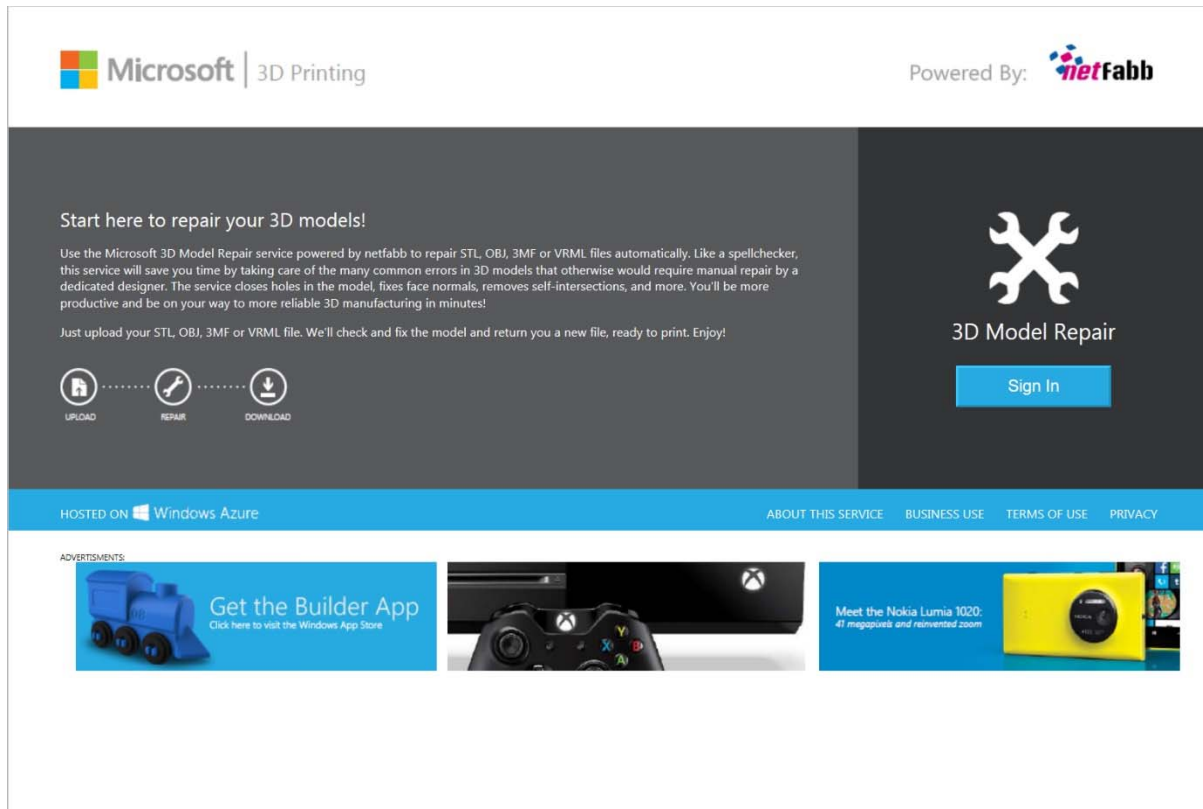 Microsoft | 3D Printing
Powered By: netfabb
Start here to repair your 3D models!
Use the Microsoft 3D Model Repair service powered by netfabb to repair STL, OBJ, 3MF or VRML files automatically. Like a spellchecker,
this service will save you time by taking care of the many common errors in 3D models that otherwise would require manual repair by a
dedicated designer. The service closes holes in the model, fixes face normals, removes self-intersections, and more. You'll be more
productive and be on your way to more reliable 3D manufacturing in minutes!
Just upload your STL, OBJ, 3MF or VRML file. We'll check and fix the model and return you a new file, ready to print. Enjoy!
UPLOAD REPAIR DOWNLOAD
3D Model Repair
Sign In
HOSTED ON Windows Azure
ABOUT THIS SERVICE BUSINESS USE TERMS OF USE PRIVACY
ADVERTISMENTS:
Get the Builder App
Click here to visit the Windows App Store
Y
X B
A
Meet the Nokia Lumia 1020:
41 megapixels and reinvented zoom
NOKIA